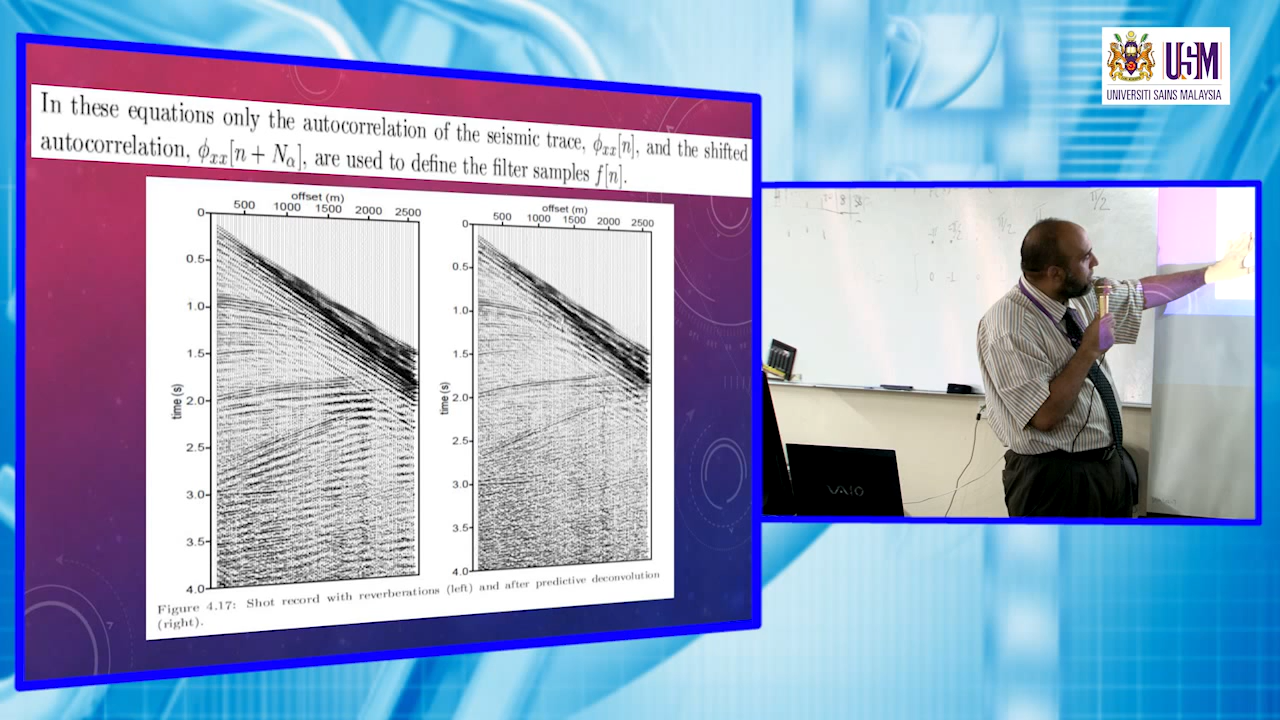 In these equations only the autocorrelation of the seismic trace, ϕxx[n], and the shifted
autocorrelation, ϕxx[n + Nα], are used to define the filter samples f[n].
offset (m)
500 1000 1500 2000 2500
0
0.5
1.0
1.5
2.0
2.5
3.0
3.5
4.0
time (s)
offset (m)
500 1000 1500 2000 2500
0
0.5
1.0
1.5
2.0
2.5
3.0
3.5
4.0
time (s)
Figure 4.17: Shot record with reverberations (left) and after predictive deconvolution
(right).
USM
UNIVERSITI SAINS MALAYSIA
π/2
0 -1
VAIO